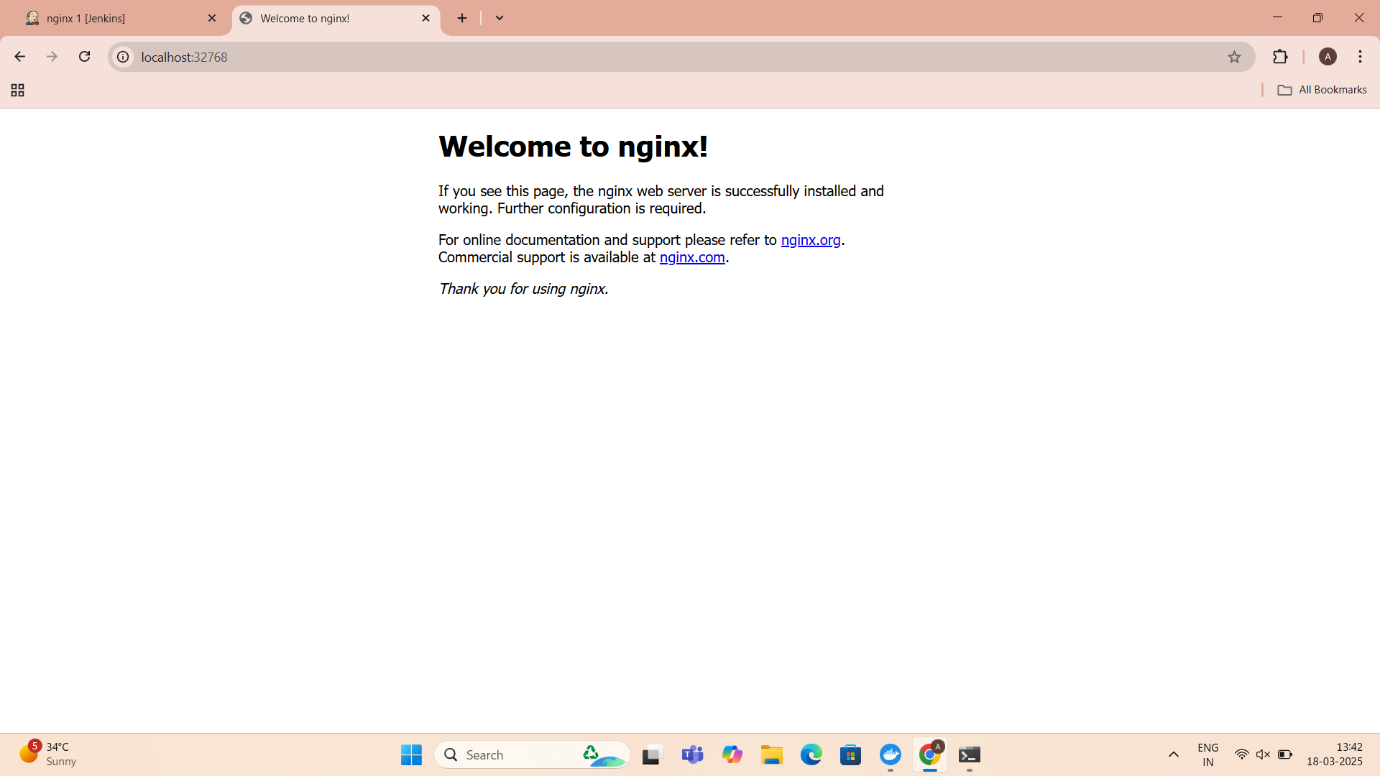 nginx 1 [Jenkins]
Welcome to nginx!
localhost:32768
A
All Bookmarks
Welcome to nginx!
If you see this page, the nginx web server is successfully installed and
working. Further configuration is required.
For online documentation and support please refer to nginx.org.
Commercial support is available at nginx.com.
Thank you for using nginx.
5
34°C
Sunny
Search
A
ENG
IN
13:42
18-03-2025